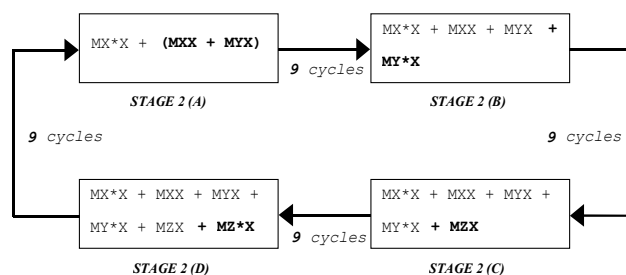 MX*X + (MXX + MYX)
9 cycles
MX*X + MXX + MYX +
MY*X
STAGE 2 (A)
STAGE 2 (B)
9 cycles
9 cycles
MX*X + MXX + MYX +
MY*X + MZX + MZ*X
9 cycles
MX*X + MXX + MYX +
MY*X + MZX
STAGE 2 (D)
STAGE 2 (C)